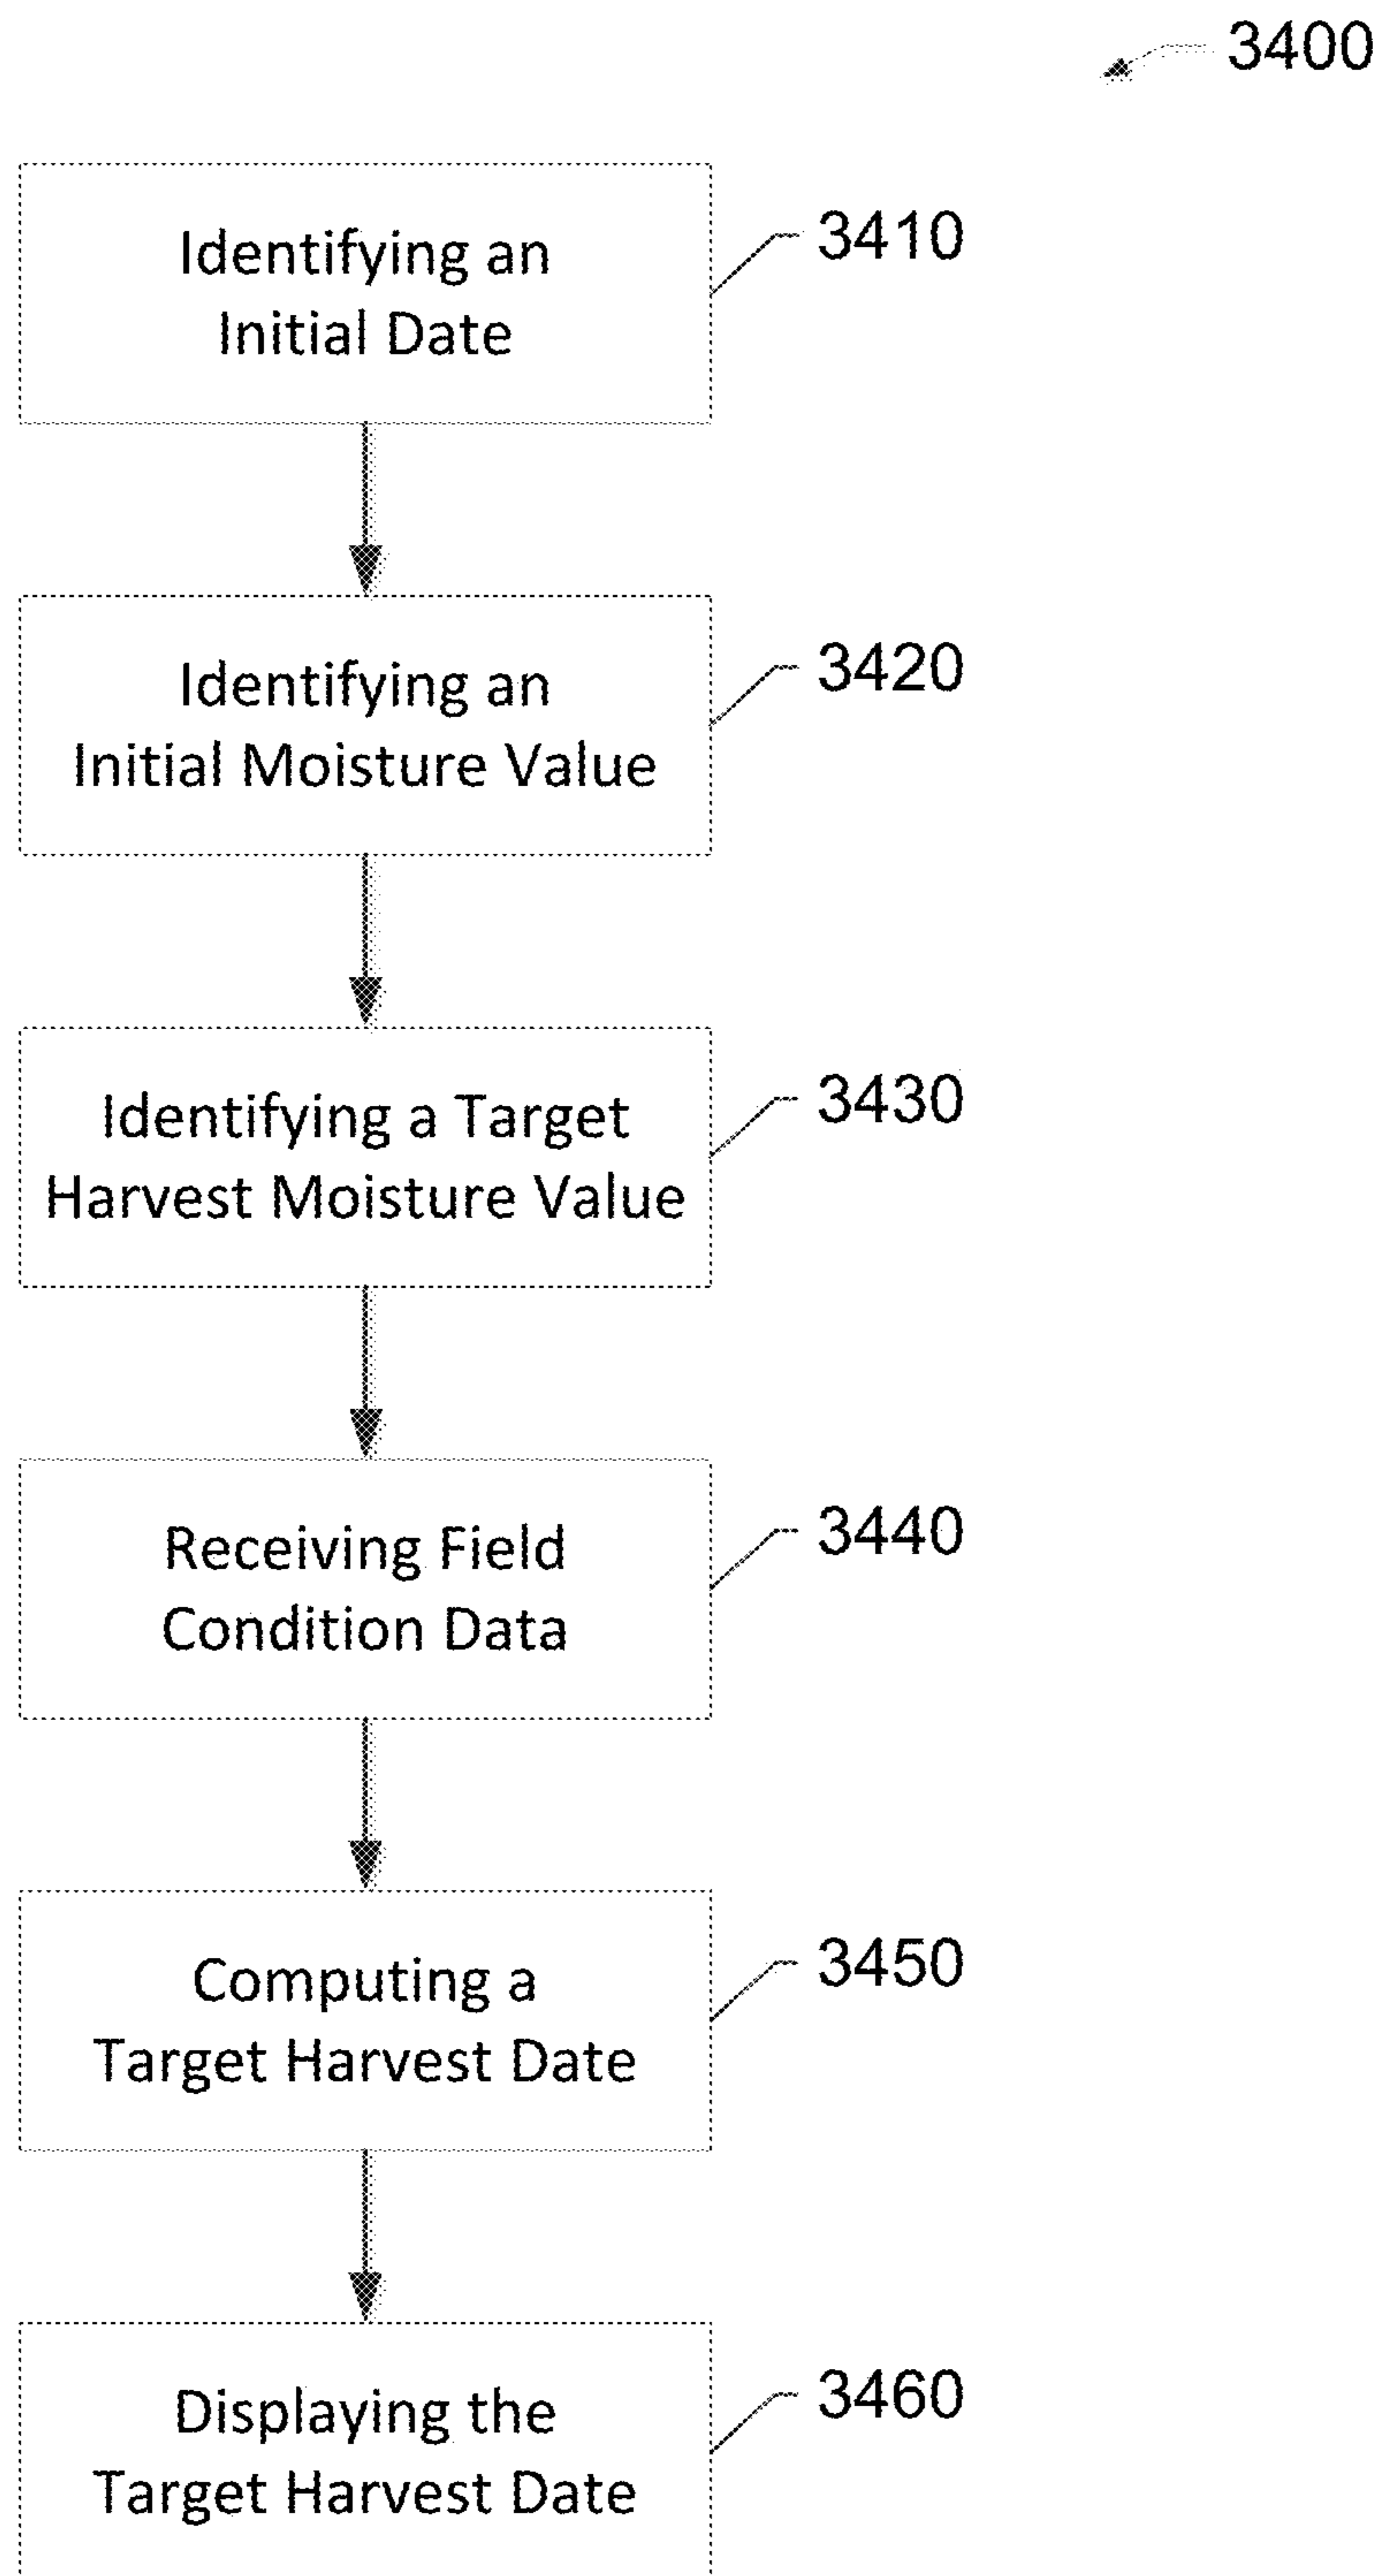 3400
Identifying an
Initial Date
3410
Identifying an
Initial Moisture Value
3420
Identifying a Target
Harvest Moisture Value
3430
Receiving Field
Condition Data
3440
Computing a
Target Harvest Date
3450
Displaying the
Target Harvest Date
3460